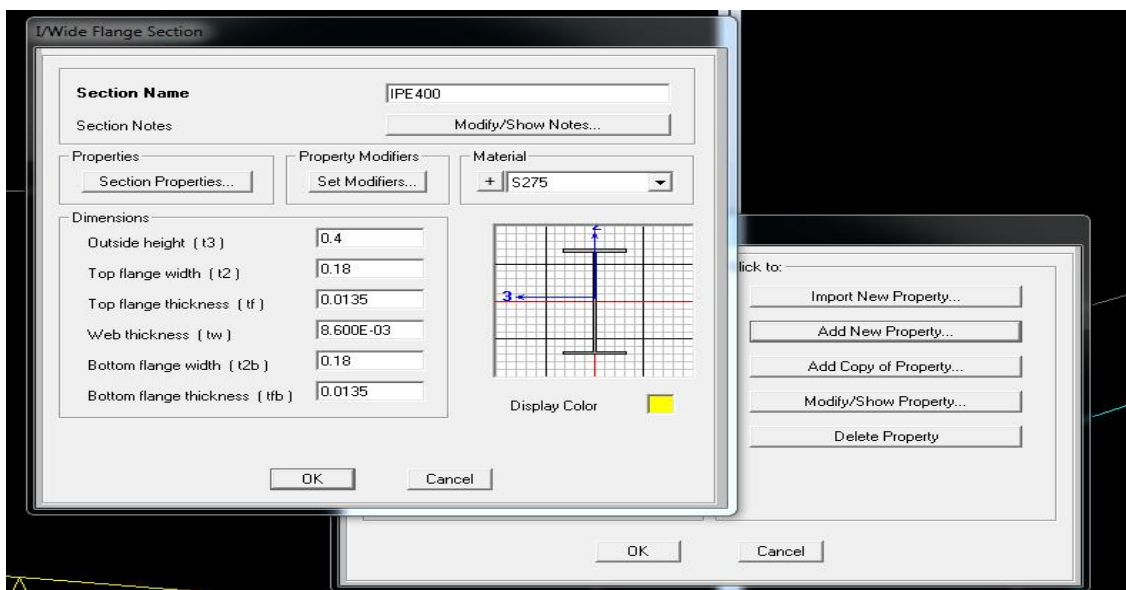 I/Wide Flange Section
Section Name IPE400
Section Notes Modify/Show Notes...
Properties Property Modifiers Material
Section Properties... Set Modifiers... + S275
Dimensions
Outside height ( t3 ) 0.4
Top flange width ( t2 ) 0.18
Top flange thickness ( tf ) 0.0135
Web thickness ( tw ) 8.600E-03
Bottom flange width ( t2b ) 0.18
Bottom flange thickness ( tfb ) 0.0135
2
3
Display Color
OK Cancel
lick to:
Import New Property...
Add New Property...
Add Copy of Property...
Modify/Show Property...
Delete Property
OK Cancel